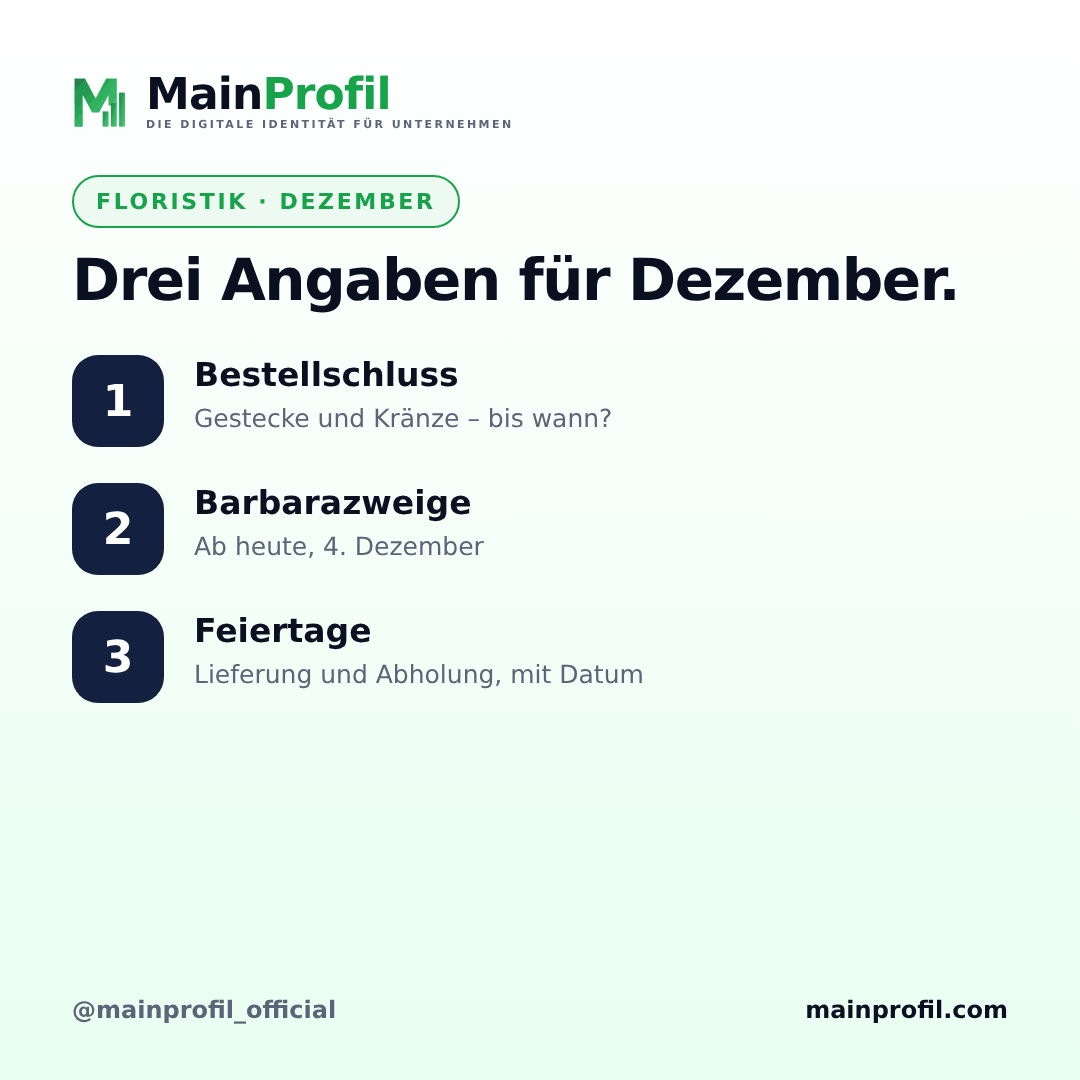 MainProfil
DIE DIGITALE IDENTITÄT FÜR UNTERNEHMEN
FLORISTIK · DEZEMBER
Drei Angaben für Dezember.
1
Bestellschluss
Gestecke und Kränze – bis wann?
2
Barbarazweige
Ab heute, 4. Dezember
3
Feiertage
Lieferung und Abholung, mit Datum
@mainprofil_official
mainprofil.com